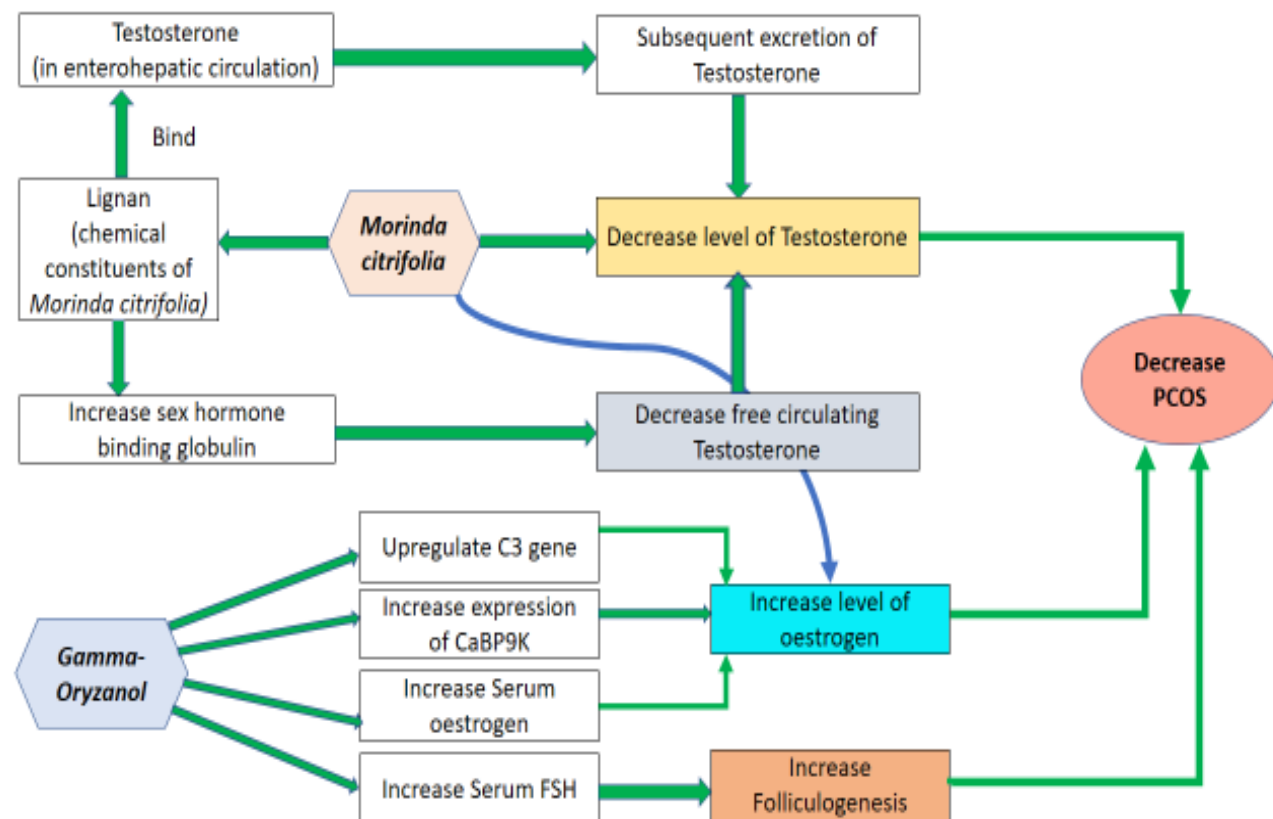 Testosterone
(in enterohepatic circulation)
Subsequent excretion of
Testosterone
Bind
Lignan
(chemical
constituents of
Morinda citrifolia)
Morinda
citrifolia
Decrease level of Testosterone
Decrease
PCOS
Increase sex hormone
binding globulin
Decrease free circulating
Testosterone
Upregulate C3 gene
Increase expression
of CaBP9K
Increase level of
oestrogen
Gamma-
Oryzanol
Increase Serum
oestrogen
Increase Serum FSH
Increase
Folliculogenesis